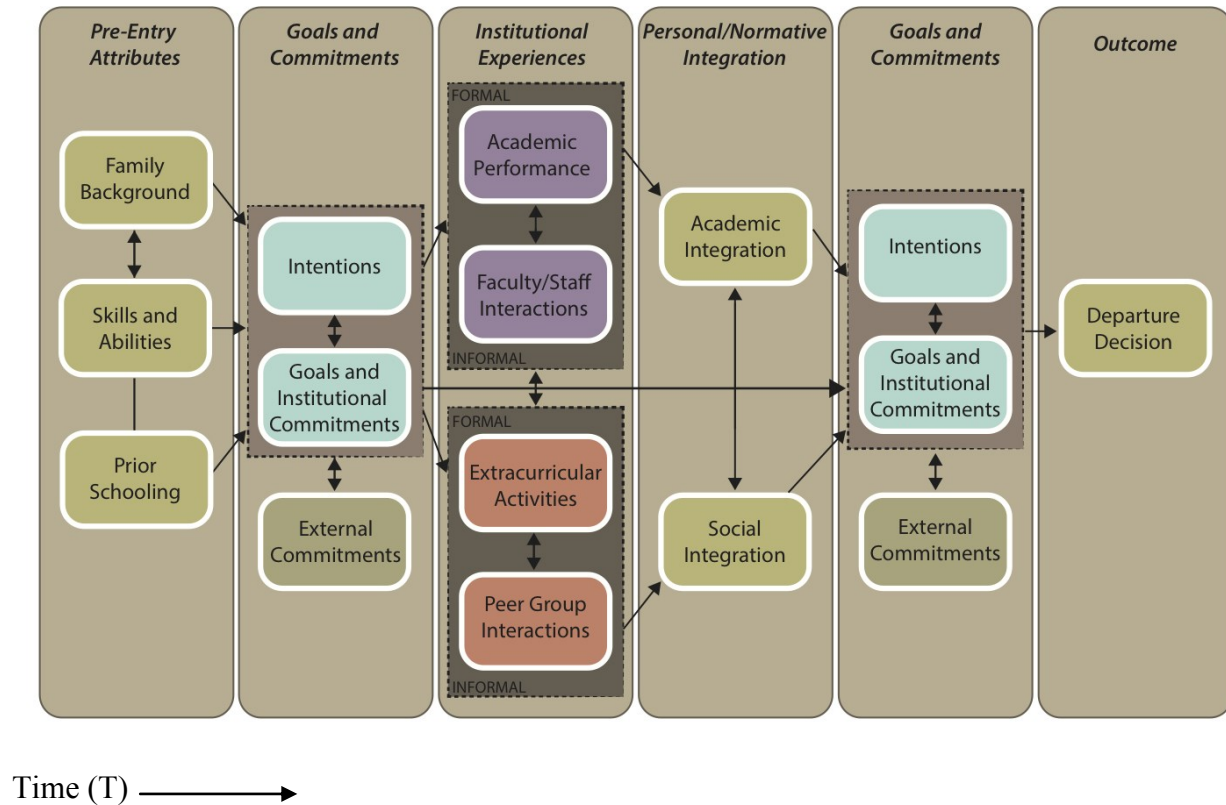 Pre-Entry
Attributes
Family
Background
Skills and
Abilities
Prior
Schooling
Goals and
Commitments
Intentions
Goals and
Institutional
Commitments
External
Commitments
Institutional
Experiences
FORMAL
Academic
Performance
Faculty/Staff
Interactions
INFORMAL
FORMAL
Extracurricular
Activities
Peer Group
Interactions
INFORMAL
Personal/Normative
Integration
Academic
Integration
Social
Integration
Goals and
Commitments
Intentions
Goals and
Institutional
Commitments
External
Commitments
Outcome
Departure
Decision
Time (T)